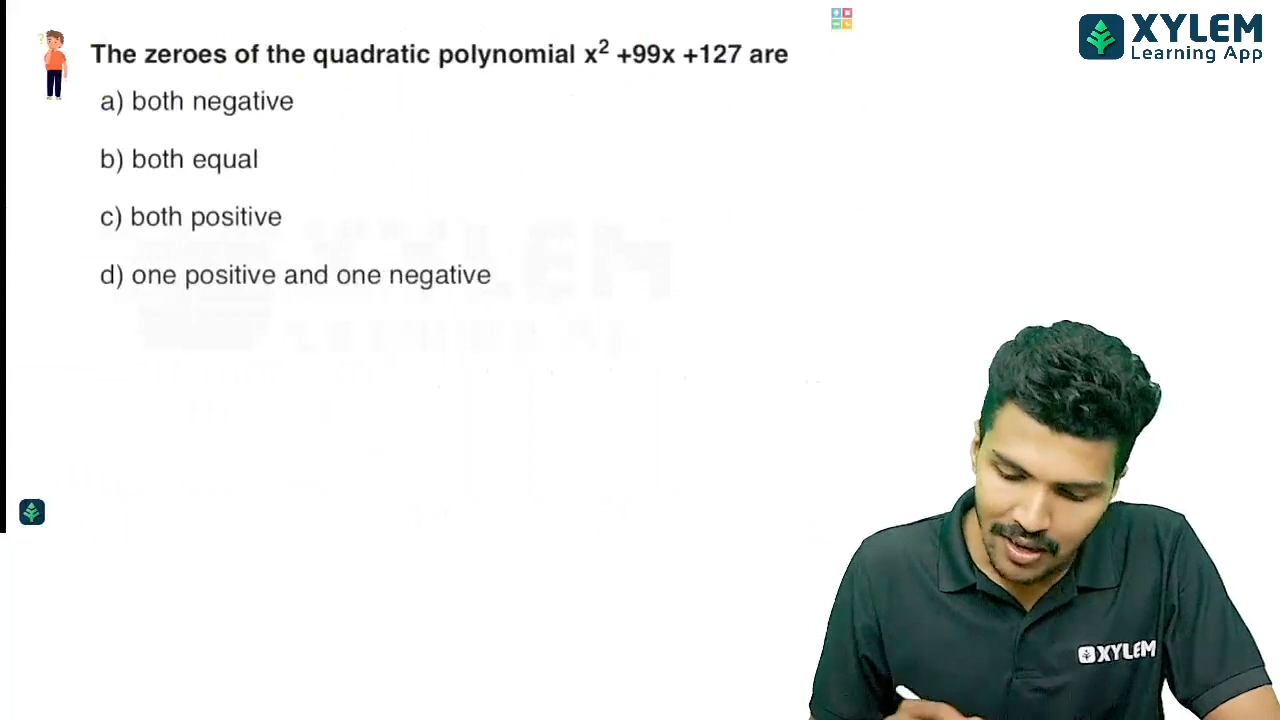 XYLEM
Learning App
The zeroes of the quadratic polynomial x² +99x +127 are
a) both negative
b) both equal
c) both positive
d) one positive and one negative
XYLEM
XYLEM